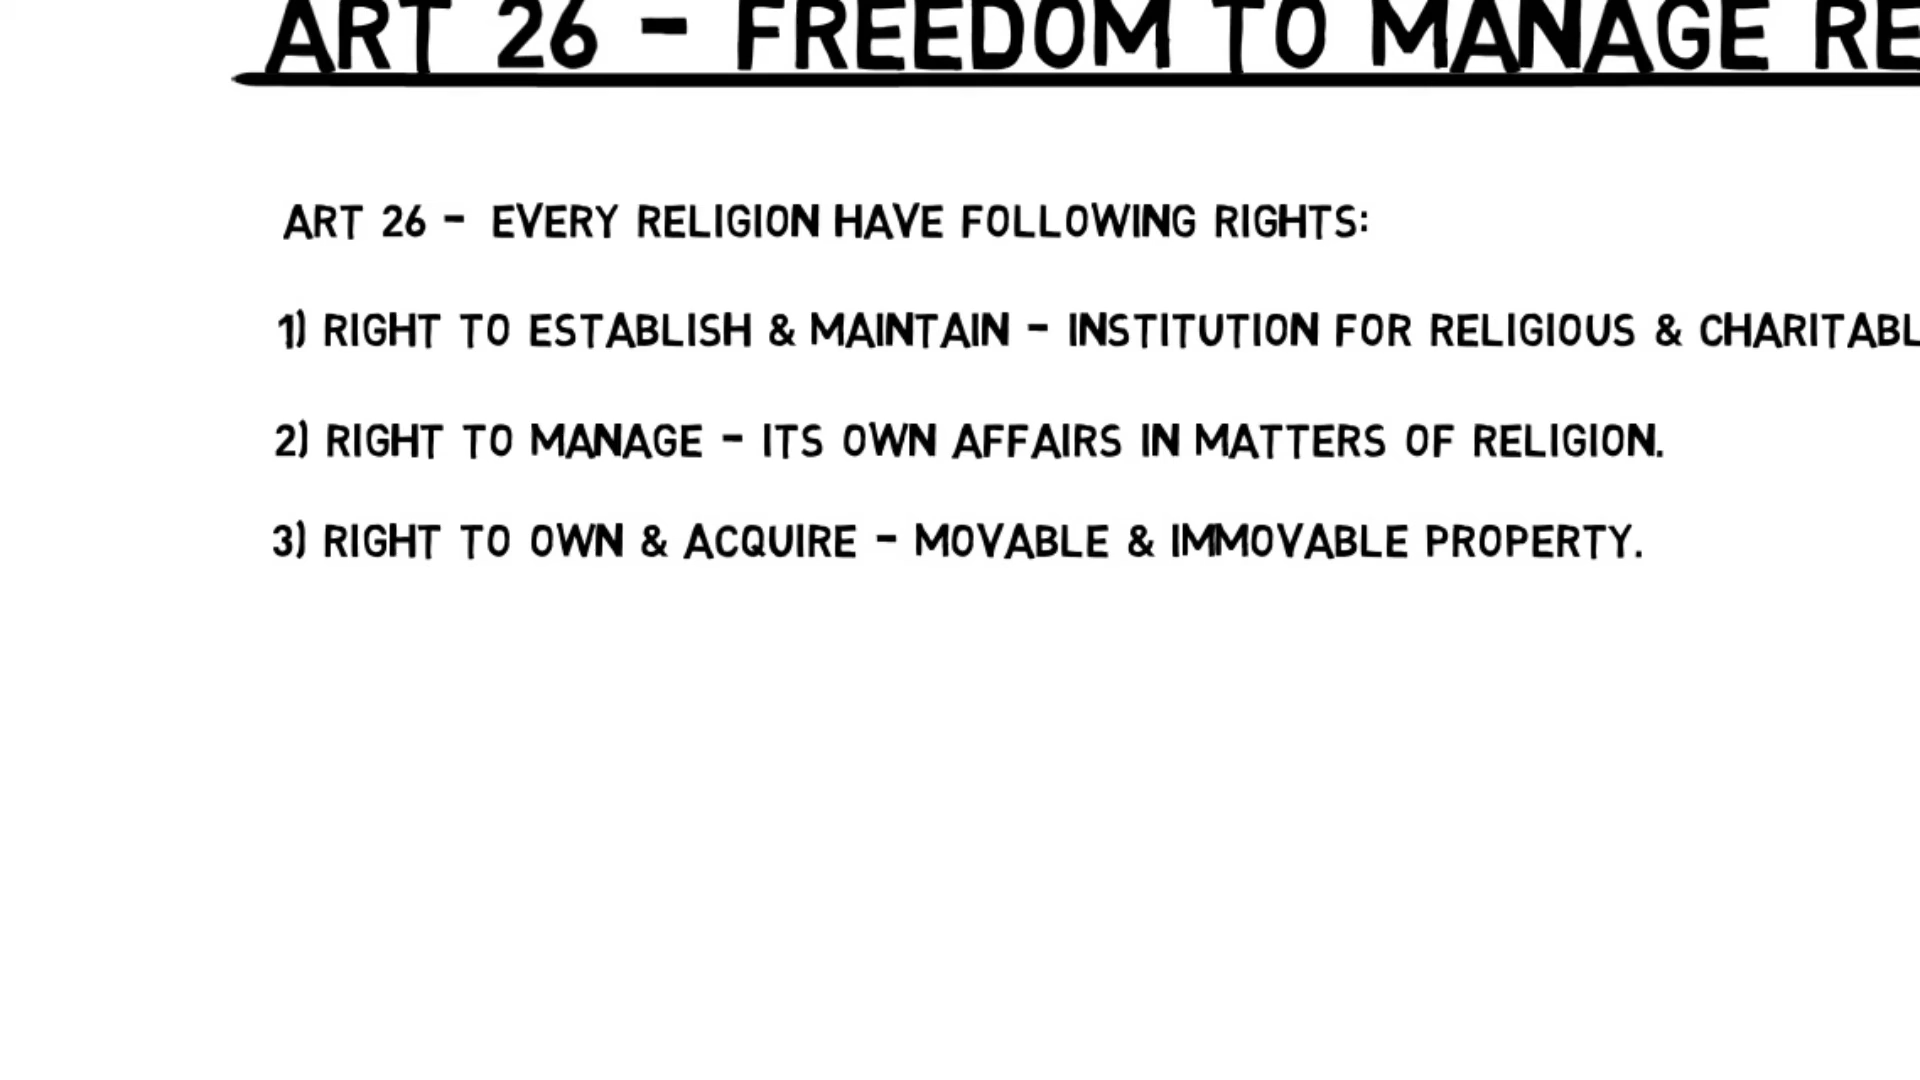 ART 26 - FREEDOM TO MANAGE
ART 26 - EVERY RELIGION HAVE FOLLOWING RIGHTS:
1) RIGHT TO ESTABLISH & MAINTAIN - INSTITUTION FOR RELIGIOUS &
2) RIGHT TO MANAGE - ITS OWN AFFAIRS IN MATTERS OF RELIGION.
3) RIGHT TO OWN & ACQUIRE - MOVABLE & IMMOVABLE PROPERTY.